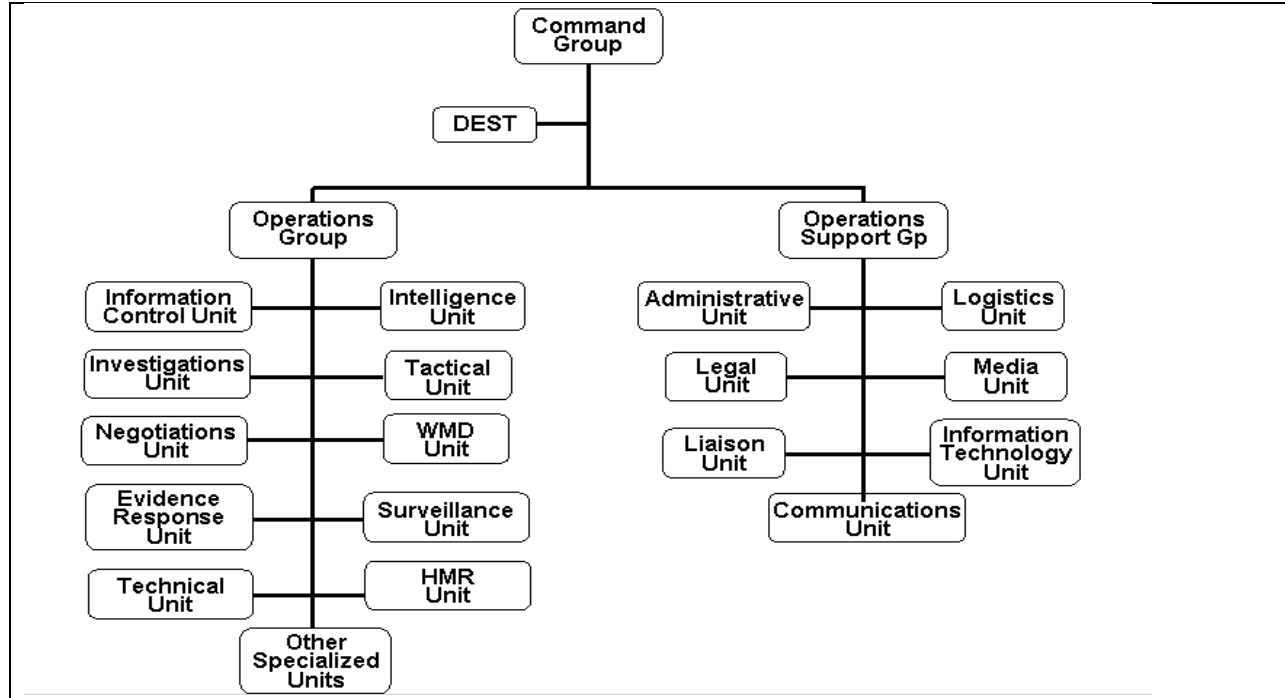 Command
Group
DEST
Operations
Group
Operations
Support Gp
Information
Control Unit
Intelligence
Unit
Investigations
Unit
Tactical
Unit
Negotiations
Unit
WMD
Unit
Evidence
Response
Unit
Surveillance
Unit
Technical
Unit
HMR
Unit
Other
Specialized
Units
Administrative
Unit
Logistics
Unit
Legal
Unit
Media
Unit
Liaison
Unit
Information
Technology
Unit
Communications
Unit